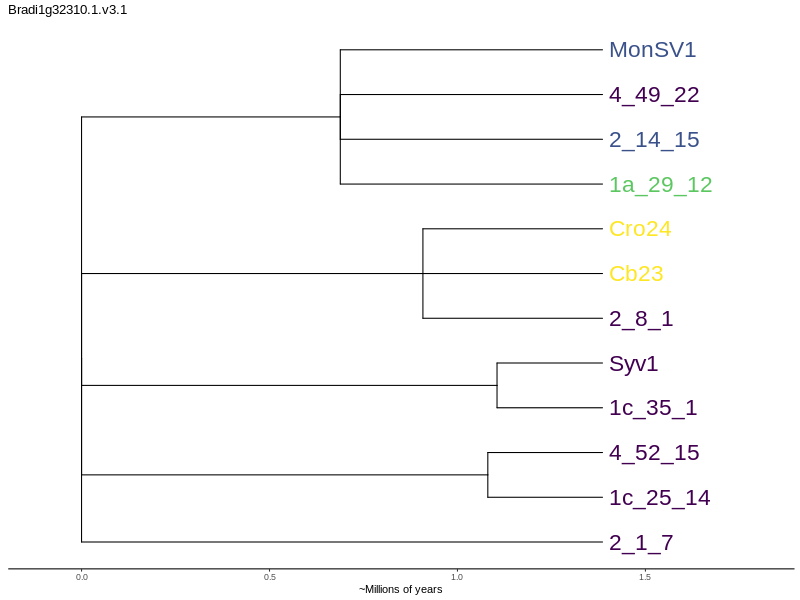 Bradi1g32310.1.v3.1
MonSV1
4_49_22
2_14_15
1a_29_12
Cro24
Cb23
2_8_1
Syv1
1c_35_1
4_52_15
1c_25_14
2_1_7
0.0 0.5 1.0 1.5
~Millions of years